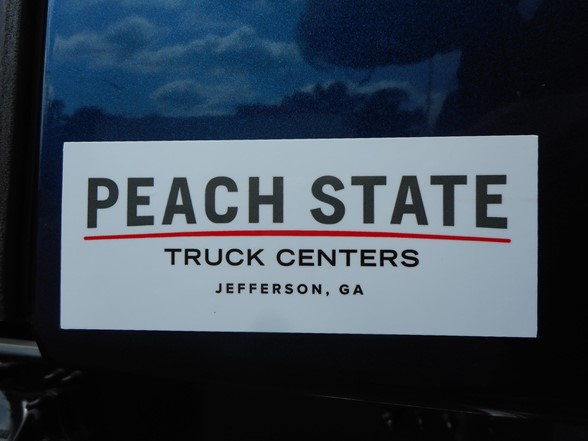 PEACH STATE
TRUCK CENTERS
JEFFERSON, GA